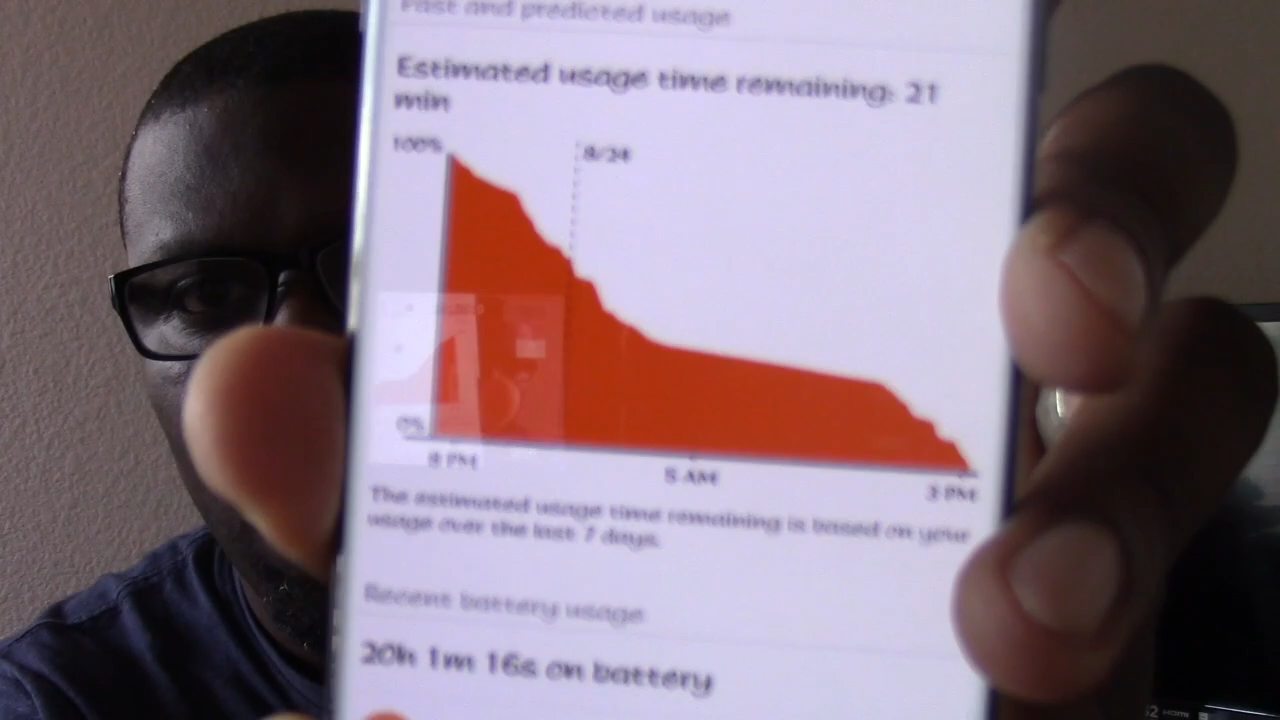 Past and predicted usage
Estimated usage time remaining: 21
min
100%
8/24
0%
8 PM
5 AM
3 PM
The estimated usage time remaining is based on your
usage over the last 7 days.
Recent battery usage
20h 1m 16s on battery
HDMI